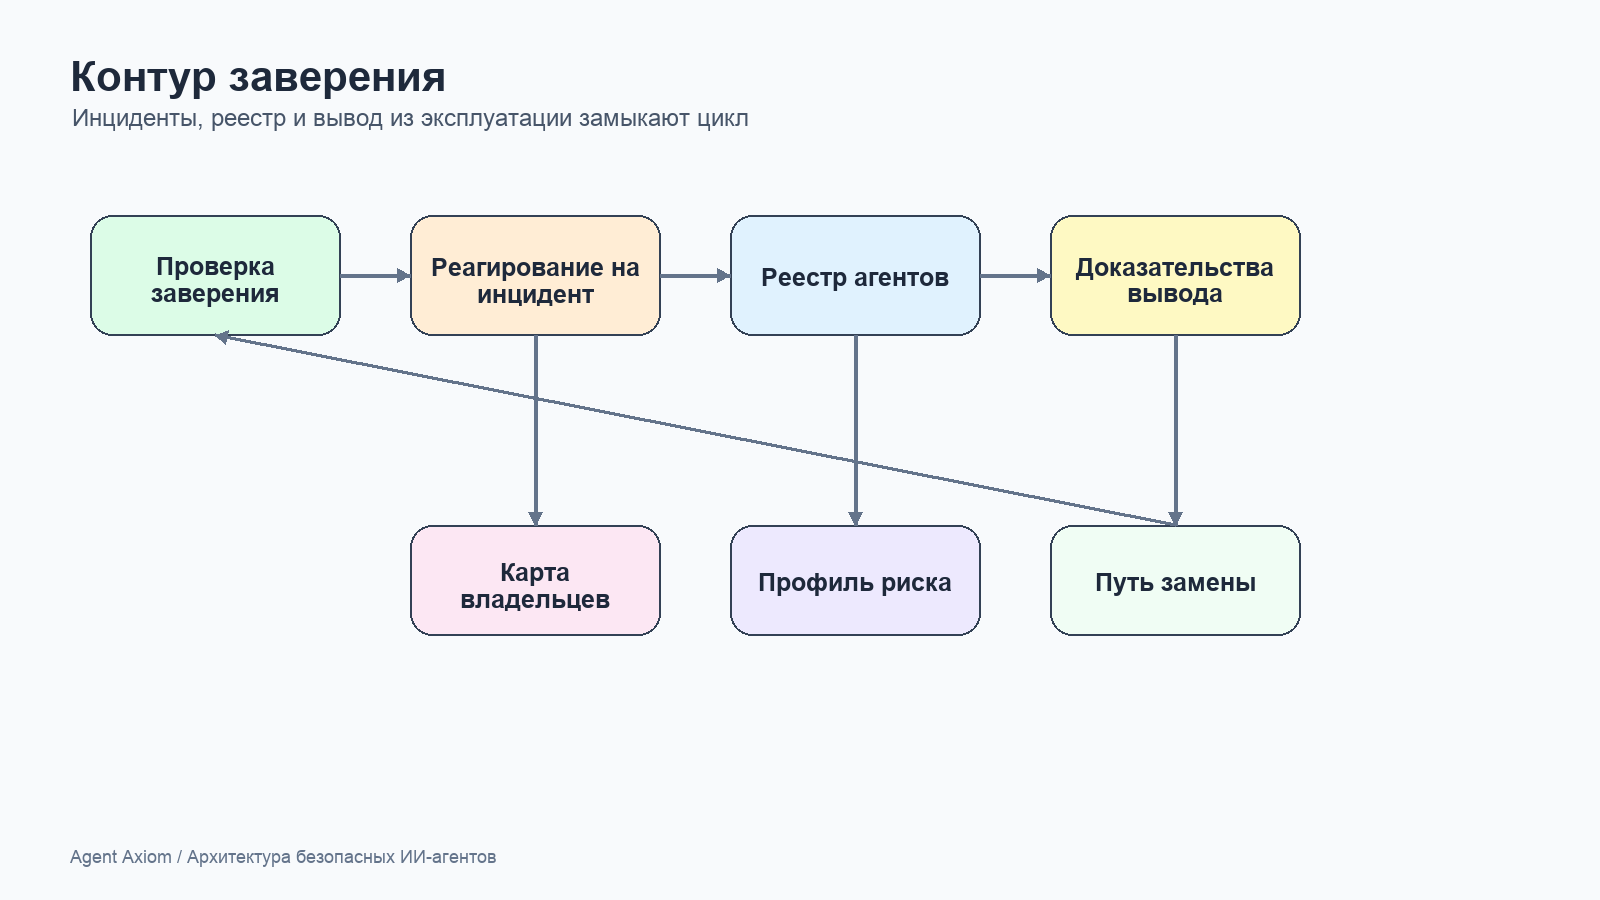 Контур заверения
Инциденты, реестр и вывод из эксплуатации замыкают цикл
Проверка
заверения
Реагирование на
инцидент
Реестр агентов
Доказательства
вывода
Карта
владельцев
Профиль риска
Путь замены
Agent Axiom / Архитектура безопасных ИИ-агентов